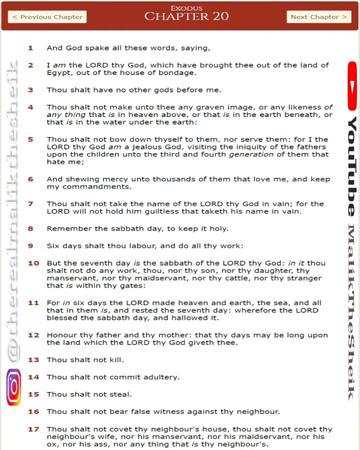 EXODUS
< Previous Chapter
CHAPTER 20
Next Chapter >
1 And God spake all these words, saying,
2 I am the LORD thy God, which have brought thee out of the land of
Egypt, out of the house of bondage.
3 Thou shalt have no other gods before me.
4 Thou shalt not make unto thee any graven image, or any likeness of
any thing that is in heaven above, or that is in the earth beneath, or
that is in the water under the earth:
5 Thou shalt not bow down thyself to them, nor serve them: for I the
LORD thy God am a jealous God, visiting the iniquity of the fathers
upon the children unto the third and fourth generation of them that
hate me;
6 And shewing mercy unto thousands of them that love me, and keep
my commandments.
7 Thou shalt not take the name of the LORD thy God in vain; for the
LORD will not hold him guiltless that taketh his name in vain.
8 Remember the sabbath day, to keep it holy.
9 Six days shalt thou labour, and do all thy work:
10 But the seventh day is the sabbath of the LORD thy God: in it thou
shalt not do any work, thou, nor thy son, nor thy daughter, thy
manservant, nor thy maidservant, nor thy cattle, nor thy stranger
that is within thy gates:
11 For in six days the LORD made heaven and earth, the sea, and all
that in them is, and rested the seventh day: wherefore the LORD
blessed the sabbath day, and hallowed it.
12 Honour thy father and thy mother: that thy days may be long upon
the land which the LORD thy God giveth thee.
13 Thou shalt not kill.
14 Thou shalt not commit adultery.
15 Thou shalt not steal.
16 Thou shalt not bear false witness against thy neighbour.
17 Thou shalt not covet thy neighbour's house, thou shalt not covet thy
neighbour's wife, nor his manservant, nor his maidservant, nor his
ox, nor his ass, nor any thing that is thy neighbour's.
@therealmalikthesheik
YouTube MalikTheSheik